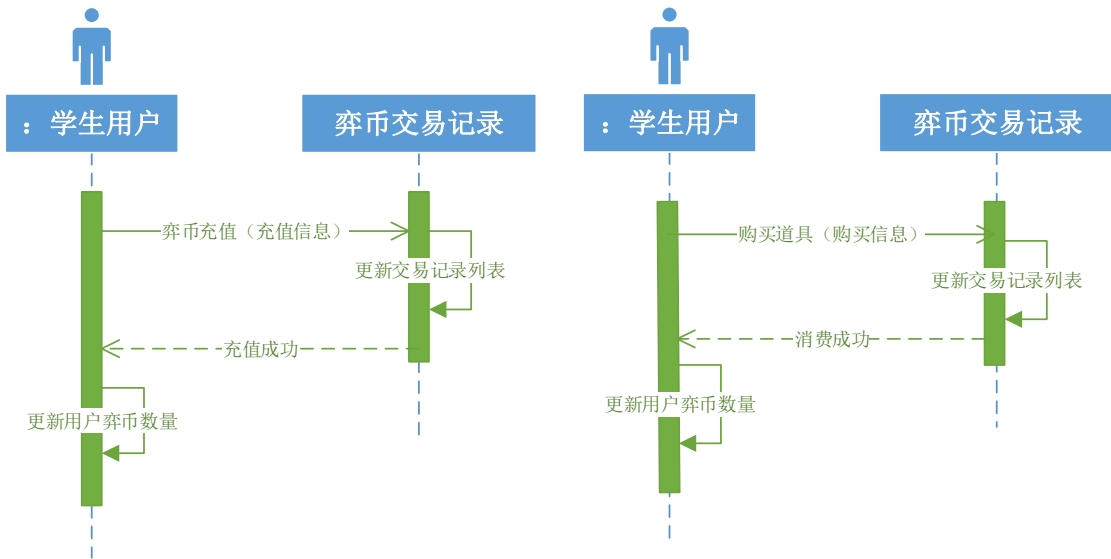 ：学生用户
弈币交易记录
弈币充值（充值信息）
更新交易记录列表
充值成功
更新用户弈币数量
：学生用户
弈币交易记录
购买道具（购买信息）
更新交易记录列表
消费成功
更新用户弈币数量